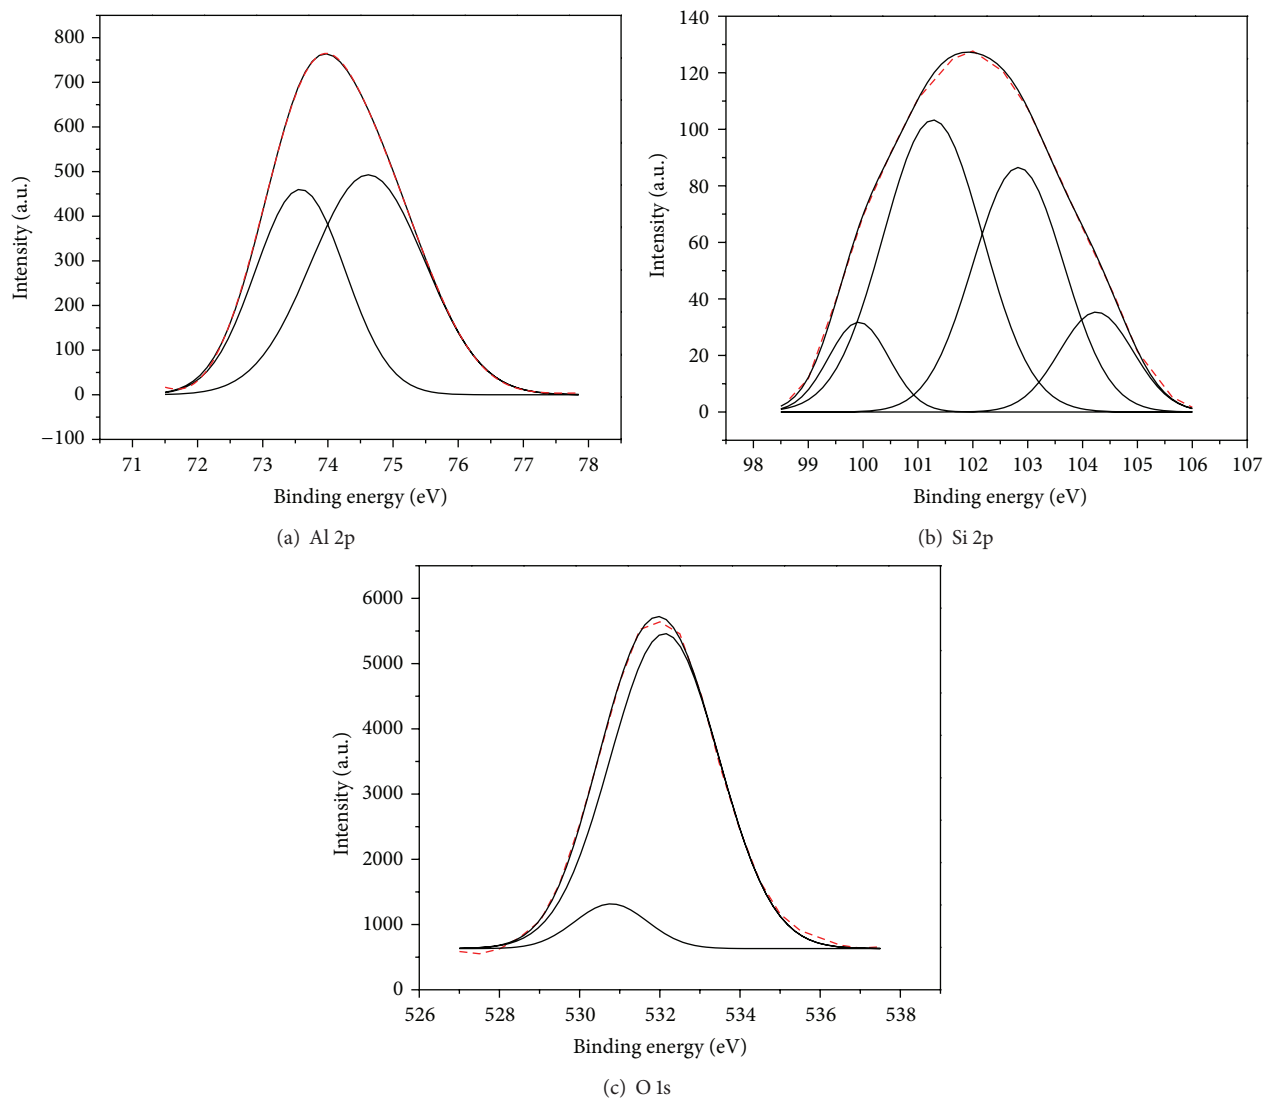 800
700
600
500
400
300
200
100
0
−100
71 72 73 74 75 76 77 78
Intensity (a.u.)
Binding energy (eV)
(a) Al 2p
140
120
100
80
60
40
20
0
98 99 100 101 102 103 104 105 106 107
Intensity (a.u.)
Binding energy (eV)
(b) Si 2p
6000
5000
4000
3000
2000
1000
0
526 528 530 532 534 536 538
Intensity (a.u.)
Binding energy (eV)
(c) O 1s